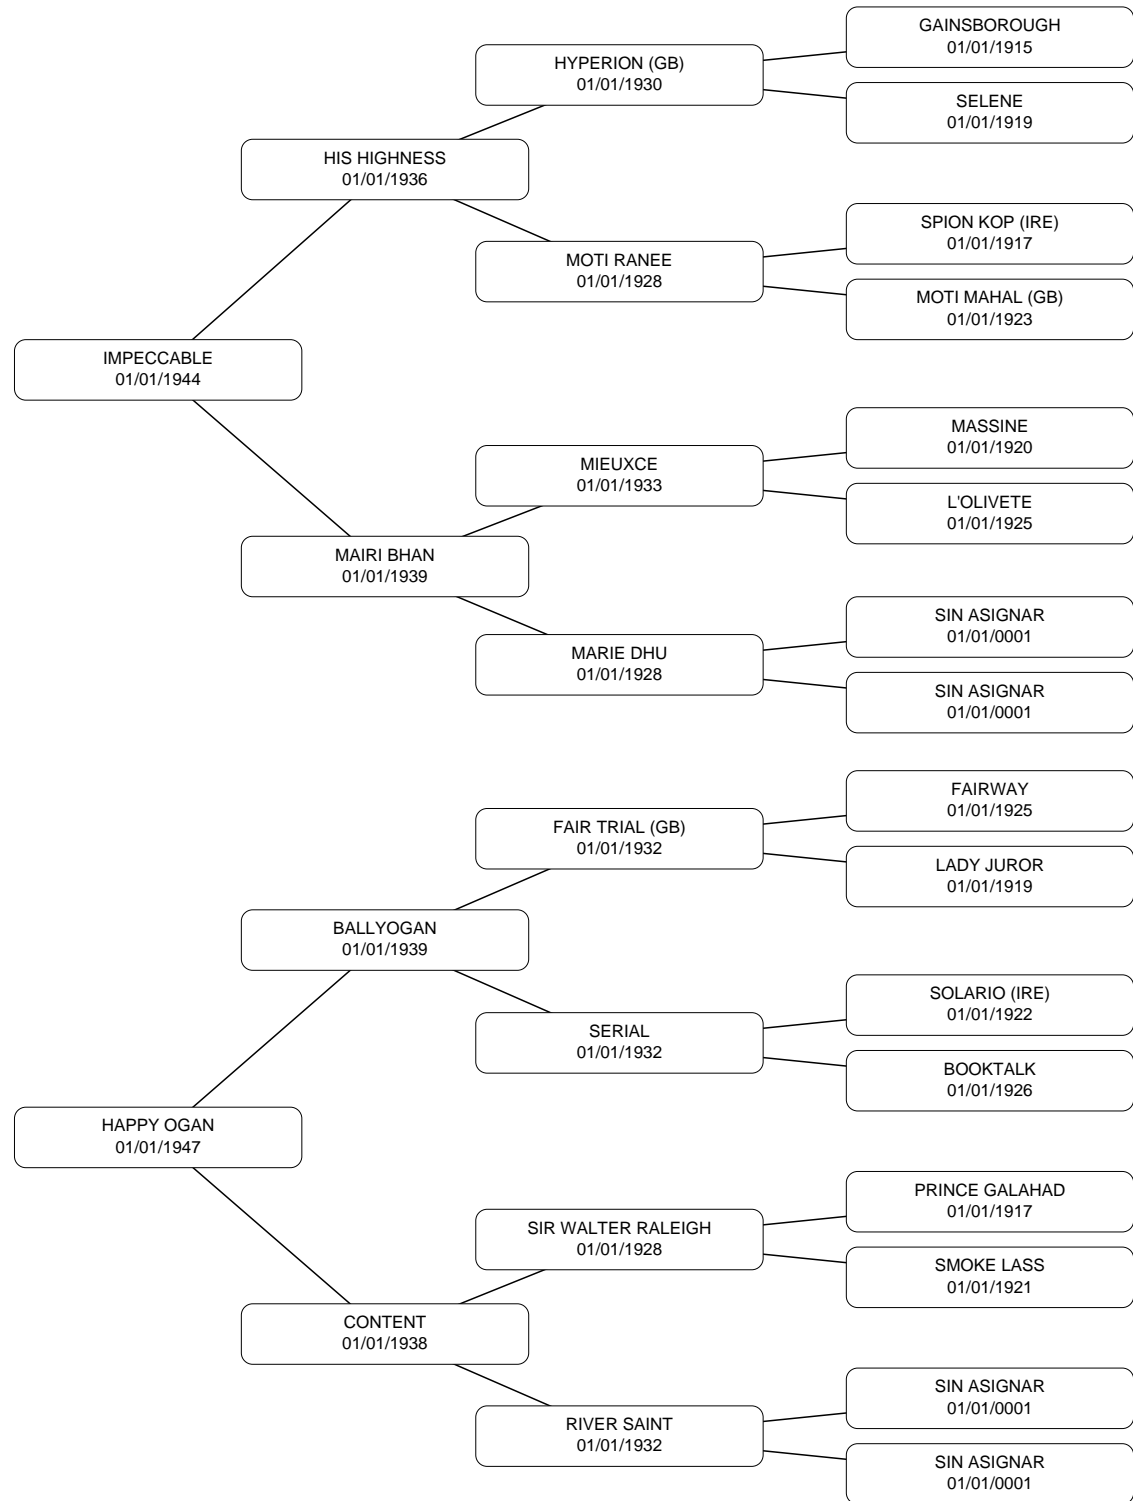 GAINSBOROUGH
01/01/1915
HYPERION (GB)
01/01/1930
SELENE
01/01/1919
HIS HIGHNESS
01/01/1936
SPION KOP (IRE)
01/01/1917
MOTI RANEE
01/01/1928
MOTI MAHAL (GB)
01/01/1923
IMPECCABLE
01/01/1944
MASSINE
01/01/1920
MIEUXCE
01/01/1933
L'OLIVETE
01/01/1925
MAIRI BHAN
01/01/1939
SIN ASIGNAR
01/01/0001
MARIE DHU
01/01/1928
SIN ASIGNAR
01/01/0001
FAIRWAY
01/01/1925
FAIR TRIAL (GB)
01/01/1932
LADY JUROR
01/01/1919
BALLYOGAN
01/01/1939
SOLARIO (IRE)
01/01/1922
SERIAL
01/01/1932
BOOKTALK
01/01/1926
HAPPY OGAN
01/01/1947
PRINCE GALAHAD
01/01/1917
SIR WALTER RALEIGH
01/01/1928
SMOKE LASS
01/01/1921
CONTENT
01/01/1938
SIN ASIGNAR
01/01/0001
RIVER SAINT
01/01/1932
SIN ASIGNAR
01/01/0001